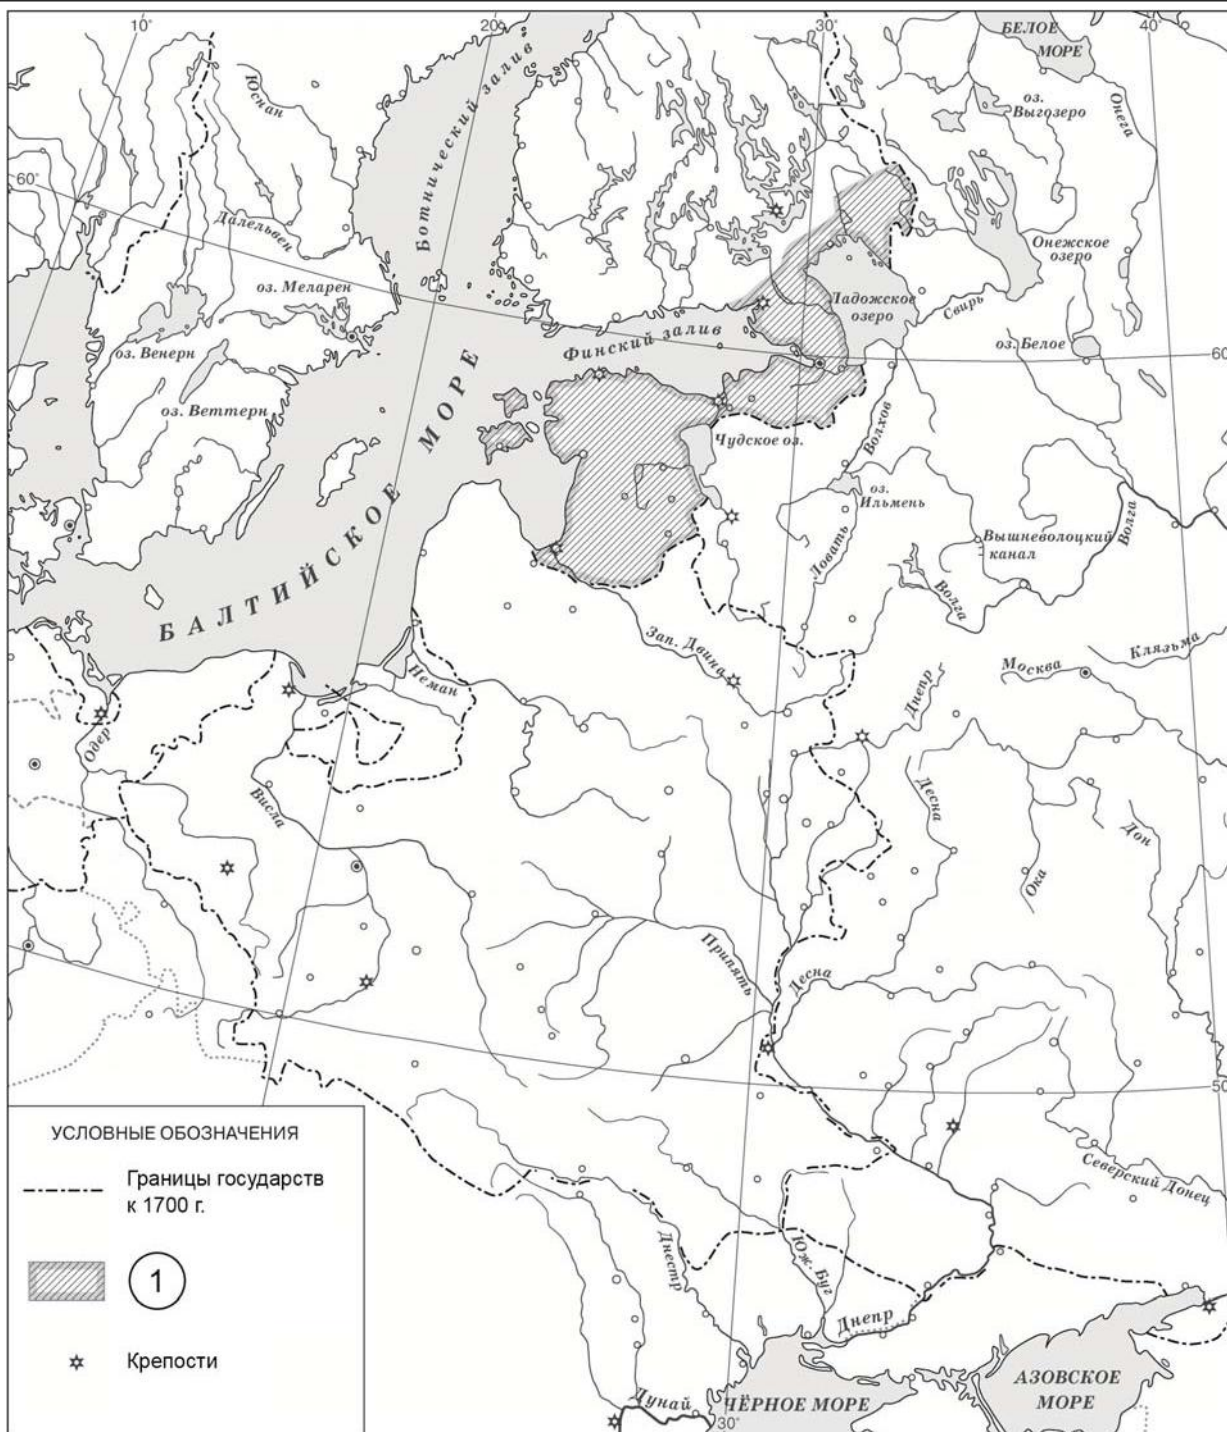 10°
20°
30°
40°
БЕЛОЕ
МОРЕ
Юснан
Ботнический залив
оз.
Выгозеро
Онега
60°
Далельвен
Онежское
озеро
оз. Меларен
Ладожское
озеро
Свирь
оз. Венерн
Финский залив
оз. Белое
60
оз. Веттерн
Чудское оз.
Волхов
оз.
Ильмень
БАЛТИЙСКОЕ МОРЕ
Ловать
Вышневолоцкий
канал
Волга
Волга
Зап. Двина
Клязьма
Москва
Неман
Днепр
Одер
Висла
Десна
Дон
Ока
Припять
Десна
50
Северский Донец
Днестр
Юж. Буг
Днепр
АЗОВСКОЕ
МОРЕ
Дунай
ЧЁРНОЕ МОРЕ
30°
УСЛОВНЫЕ ОБОЗНАЧЕНИЯ
Границы государств
к 1700 г.
1
Крепости